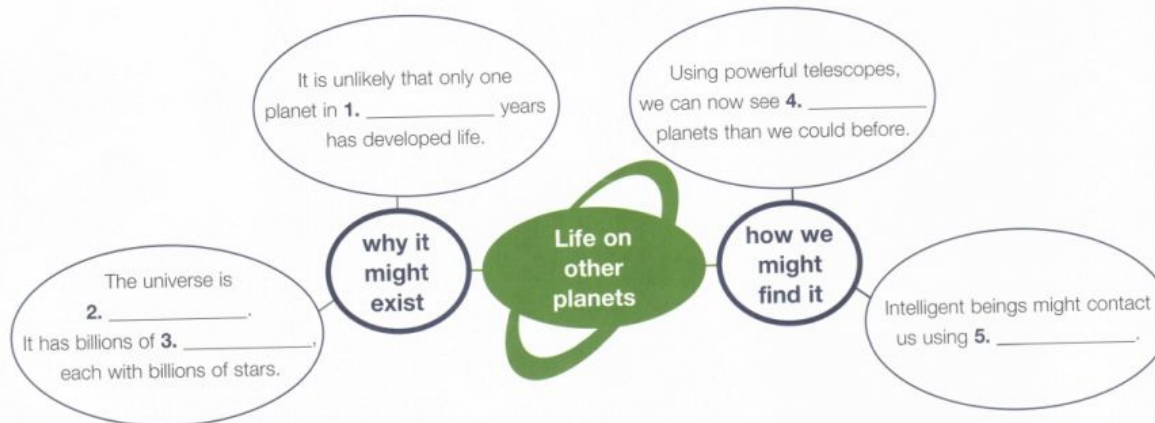 It is unlikely that only one
planet in 1. ____________ years
has developed life.
Using powerful telescopes,
we can now see 4. ____________
planets than we could before.
why it
might
exist
Life on
other
planets
how we
might
find it
The universe is
2. ____________.
It has billions of 3. ____________,
each with billions of stars.
Intelligent beings might contact
us using 5. ____________.